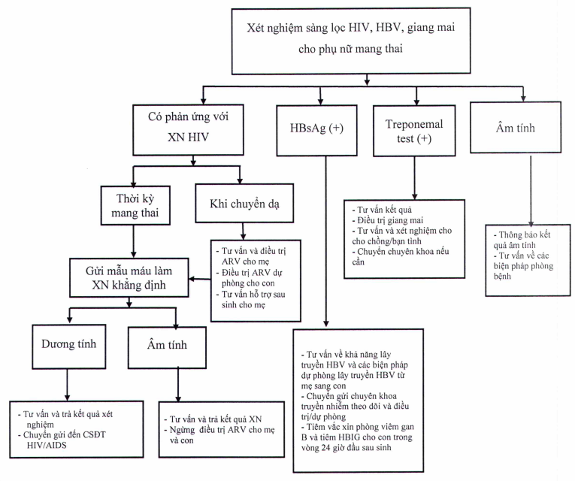 Xét nghiệm sàng lọc HIV, HBV, giang mai
cho phụ nữ mang thai
Có phản ứng với
XN HIV
HBsAg (+)
Treponemal
test (+)
Âm tính
Thời kỳ
mang thai
Khi chuyển dạ
- Tư vấn kết quả
- Điều trị giang mai
- Tư vấn và xét nghiệm cho
cho chồng/bạn tình
- Chuyển chuyên khoa nếu
cần
- Thông báo kết
quả âm tính
- Tư vấn về các
biện pháp phòng
bệnh
Gửi mẫu máu làm
XN khẳng định
- Tư vấn và điều trị
ARV cho mẹ
- Điều trị ARV dự
phòng cho con
- Tư vấn hỗ trợ sau
sinh cho mẹ
Dương tính
Âm tính
- Tư vấn về khả năng lây
truyền HBV và các biện pháp
dự phòng lây truyền HBV từ
mẹ sang con
- Chuyển gửi chuyên khoa
truyền nhiễm theo dõi và điều trị
/dự phòng
- Tiêm vắc xin phòng viêm gan
B và tiêm HBIG cho con trong
vòng 24 giờ đầu sau sinh
- Tư vấn và trả kết quả xét
nghiệm
- Chuyển gửi đến CSĐT
HIV/AIDS
- Tư vấn và trả kết quả XN
- Ngừng điều trị ARV cho mẹ
và con